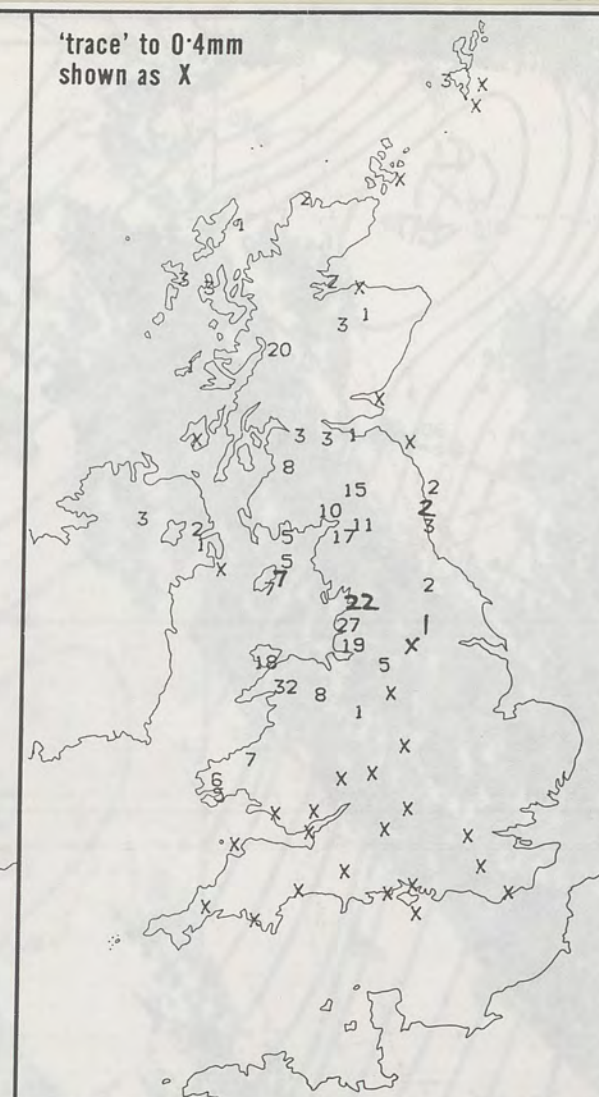 'trace' to 0·4mm
shown as X
3 X
X
X
2
1
3 2 X
3 1
20
X
X 3 3 1 X
8
15 2
10 2
3 2 11 3
5 17
1
X 5
7 2
7
22
27 1
19 X
18 5
32 8 X
1
7 X
6 X X
X X X
X X X
X
X X
X X X X
X X X